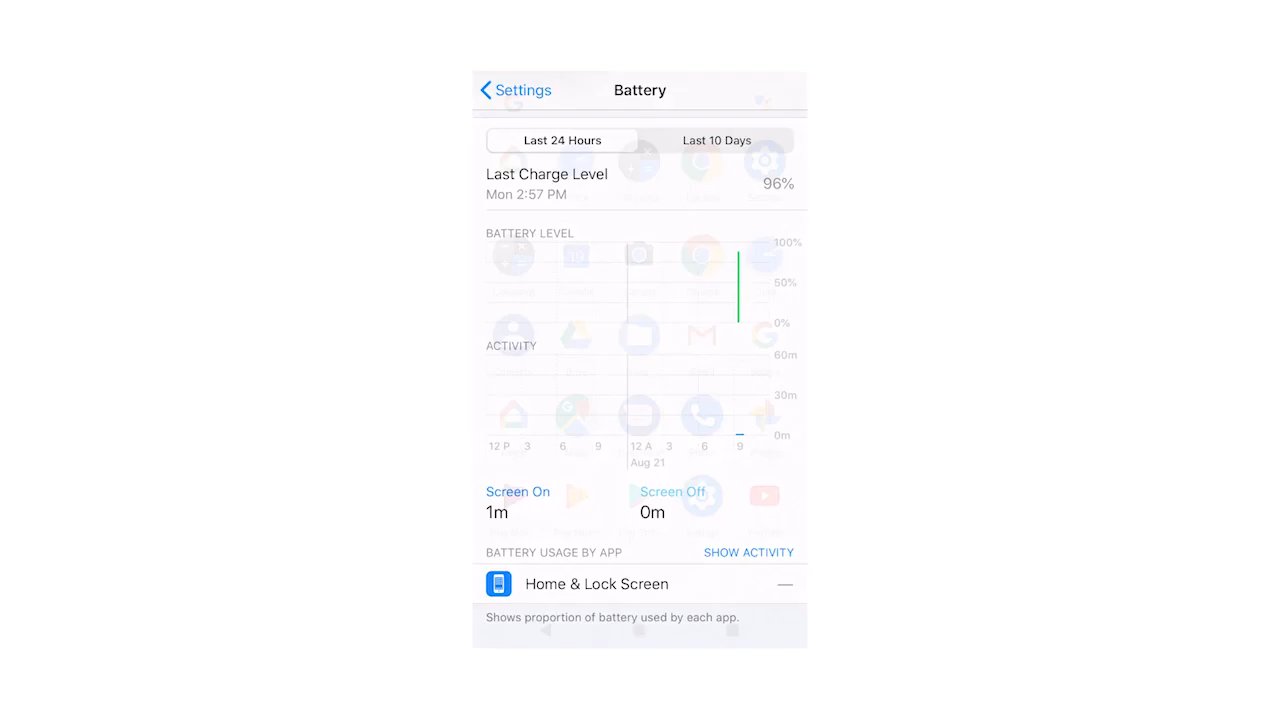 Settings
Battery
Last 24 Hours
Last 10 Days
Last Charge Level
Mon 2:57 PM
96%
BATTERY LEVEL
100%
50%
0%
ACTIVITY
60m
30m
0m
12 P 3 6 9 12 A 3 6 9
Aug 21
Screen On
Screen Off
1m
0m
BATTERY USAGE BY APP
SHOW ACTIVITY
Home & Lock Screen
Shows proportion of battery used by each app.